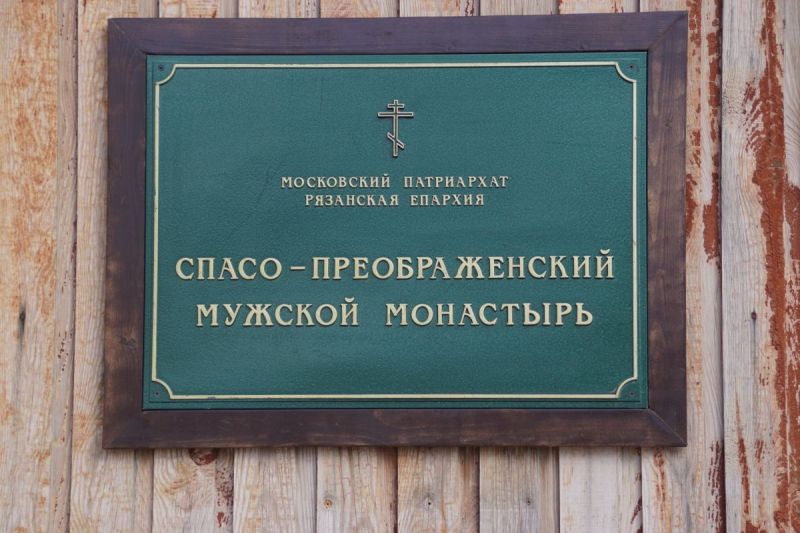 МОСКОВСКИЙ ПАТРИАРХАТ
РЯЗАНСКАЯ ЕПАРХИЯ
СПАСО – ПРЕОБРАЖЕНСКИЙ
МУЖСКОЙ МОНАСТЫРЬ